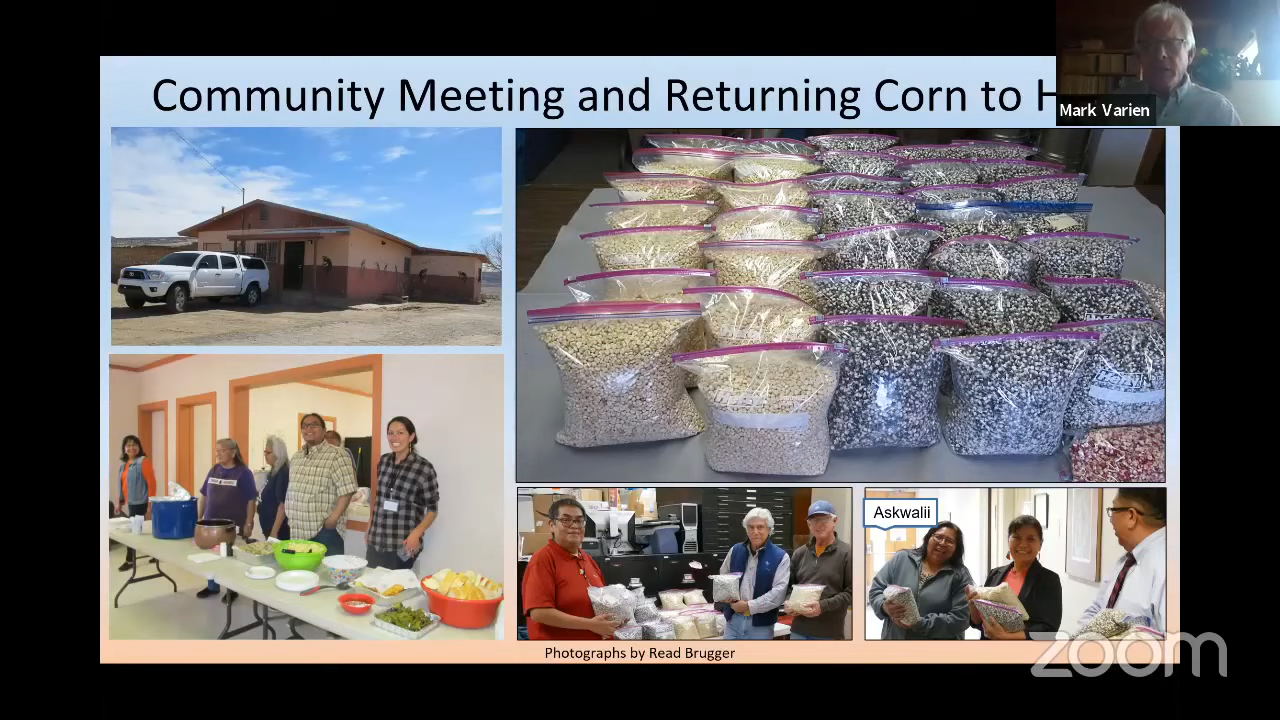 Community Meeting and Returning Corn to H
Mark Varien
Askwalii
Photographs by Read Brugger
zoom